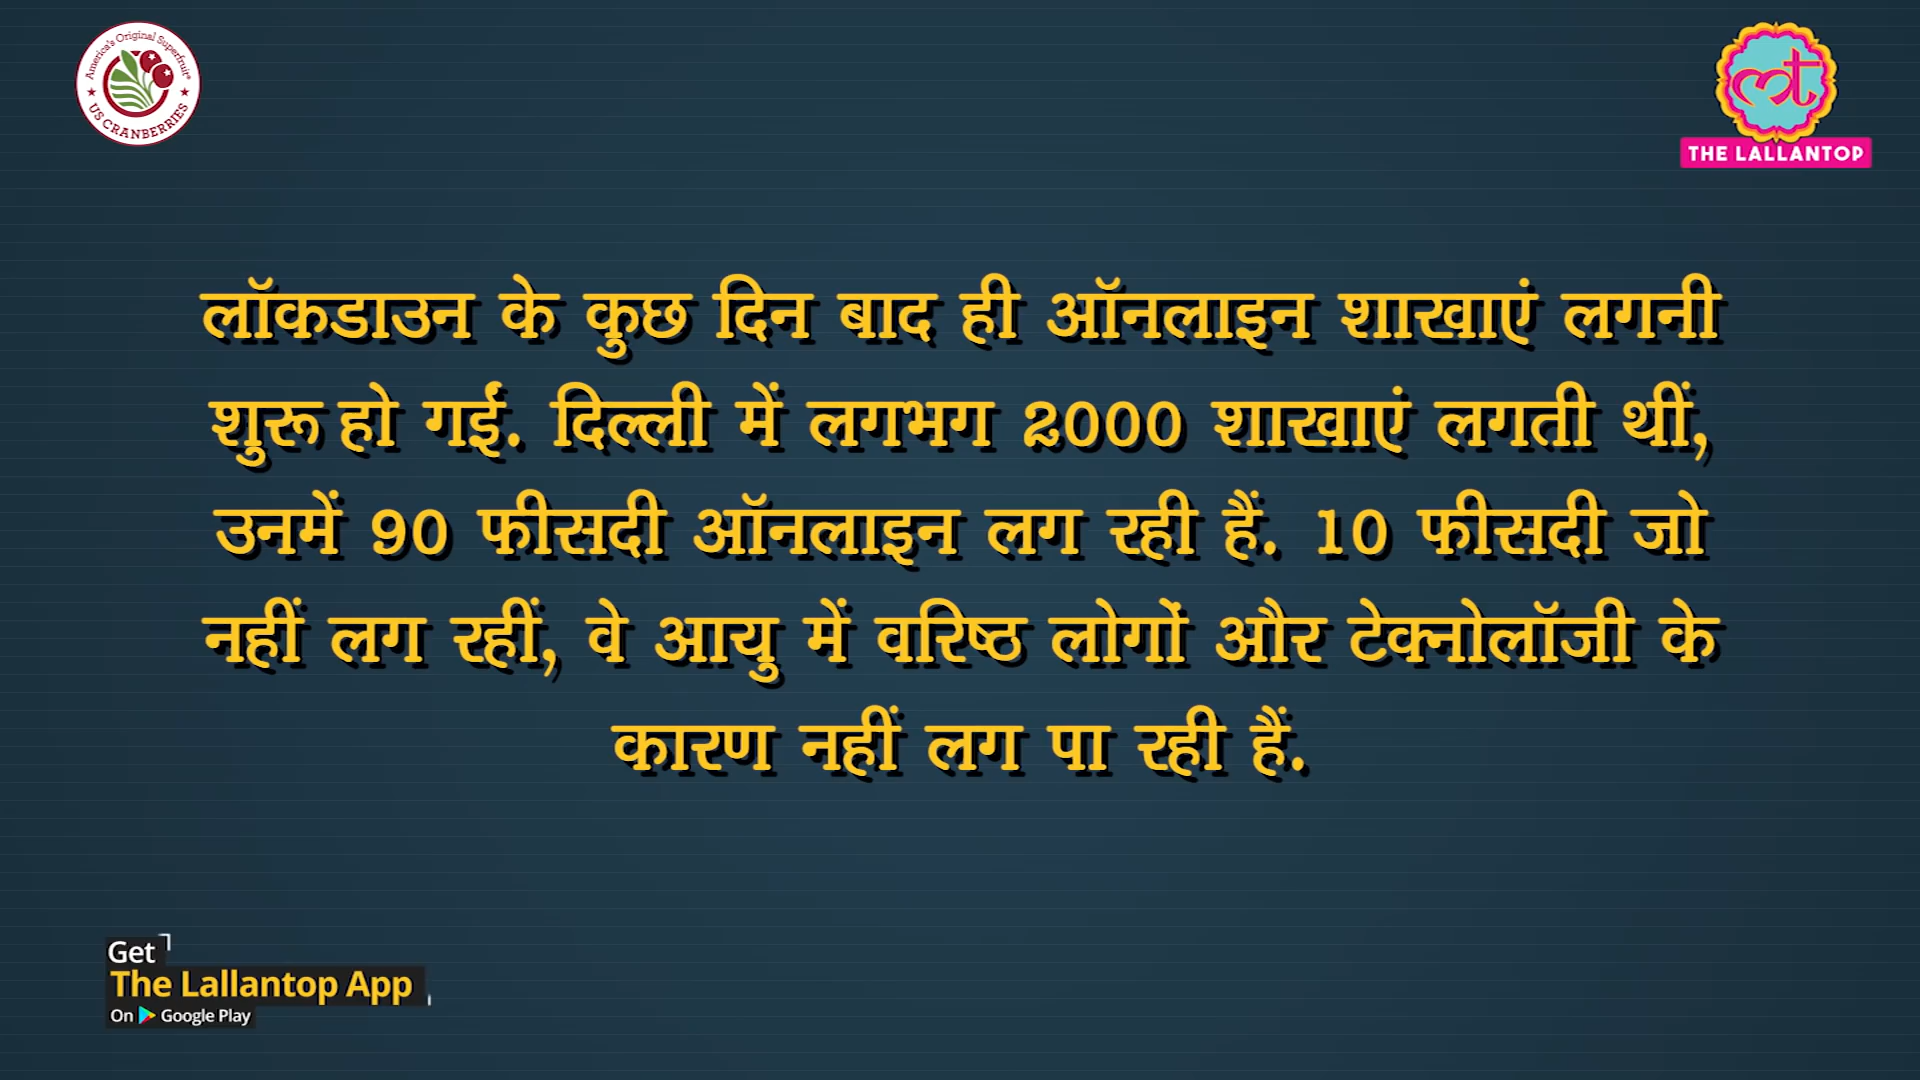 America's Original Superfruit®
US CRANBERRIES
THE LALLANTOP
लॉकडाउन के कुछ दिन बाद ही ऑनलाइन शाखाएं लगनी
शुरू हो गईं. दिल्ली में लगभग 2000 शाखाएं लगती थीं,
उनमें 90 फीसदी ऑनलाइन लग रही हैं. 10 फीसदी जो
नहीं लग रहीं, वे आयु में वरिष्ठ लोगों और टेक्नोलॉजी के
कारण नहीं लग पा रही हैं.
Get
The Lallantop App
On Google Play